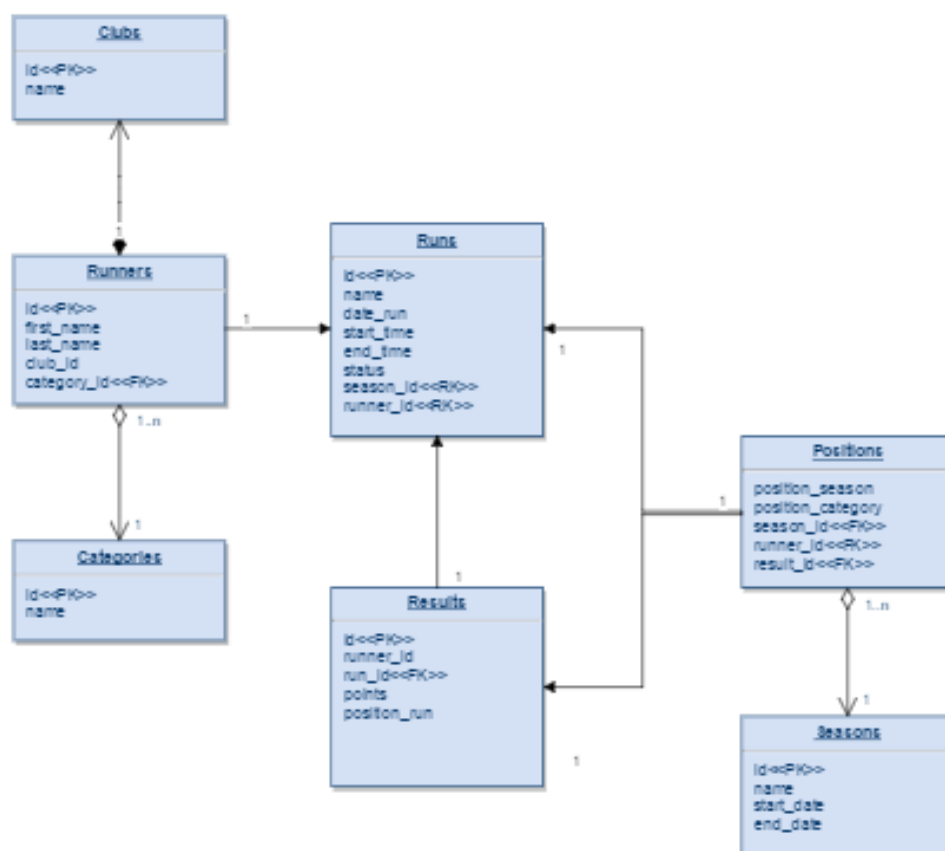 Clubs
id<<PK>>
name
1
Runners
id<<PK>>
first_name
last_name
club_id
category_id<<FK>>
1
1..n
1
Categories
id<<PK>>
name
Runs
id<<PK>>
name
date_run
start_time
end_time
status
season_id<<RK>>
runner_id<<RK>>
1
1
Results
id<<PK>>
runner_id
run_id<<FK>>
points
position_run
1
1
Positions
position_season
position_category
season_id<<FK>>
runner_id<<FK>>
result_id<<FK>>
1..n
1
Seasons
id<<PK>>
name
start_date
end_date